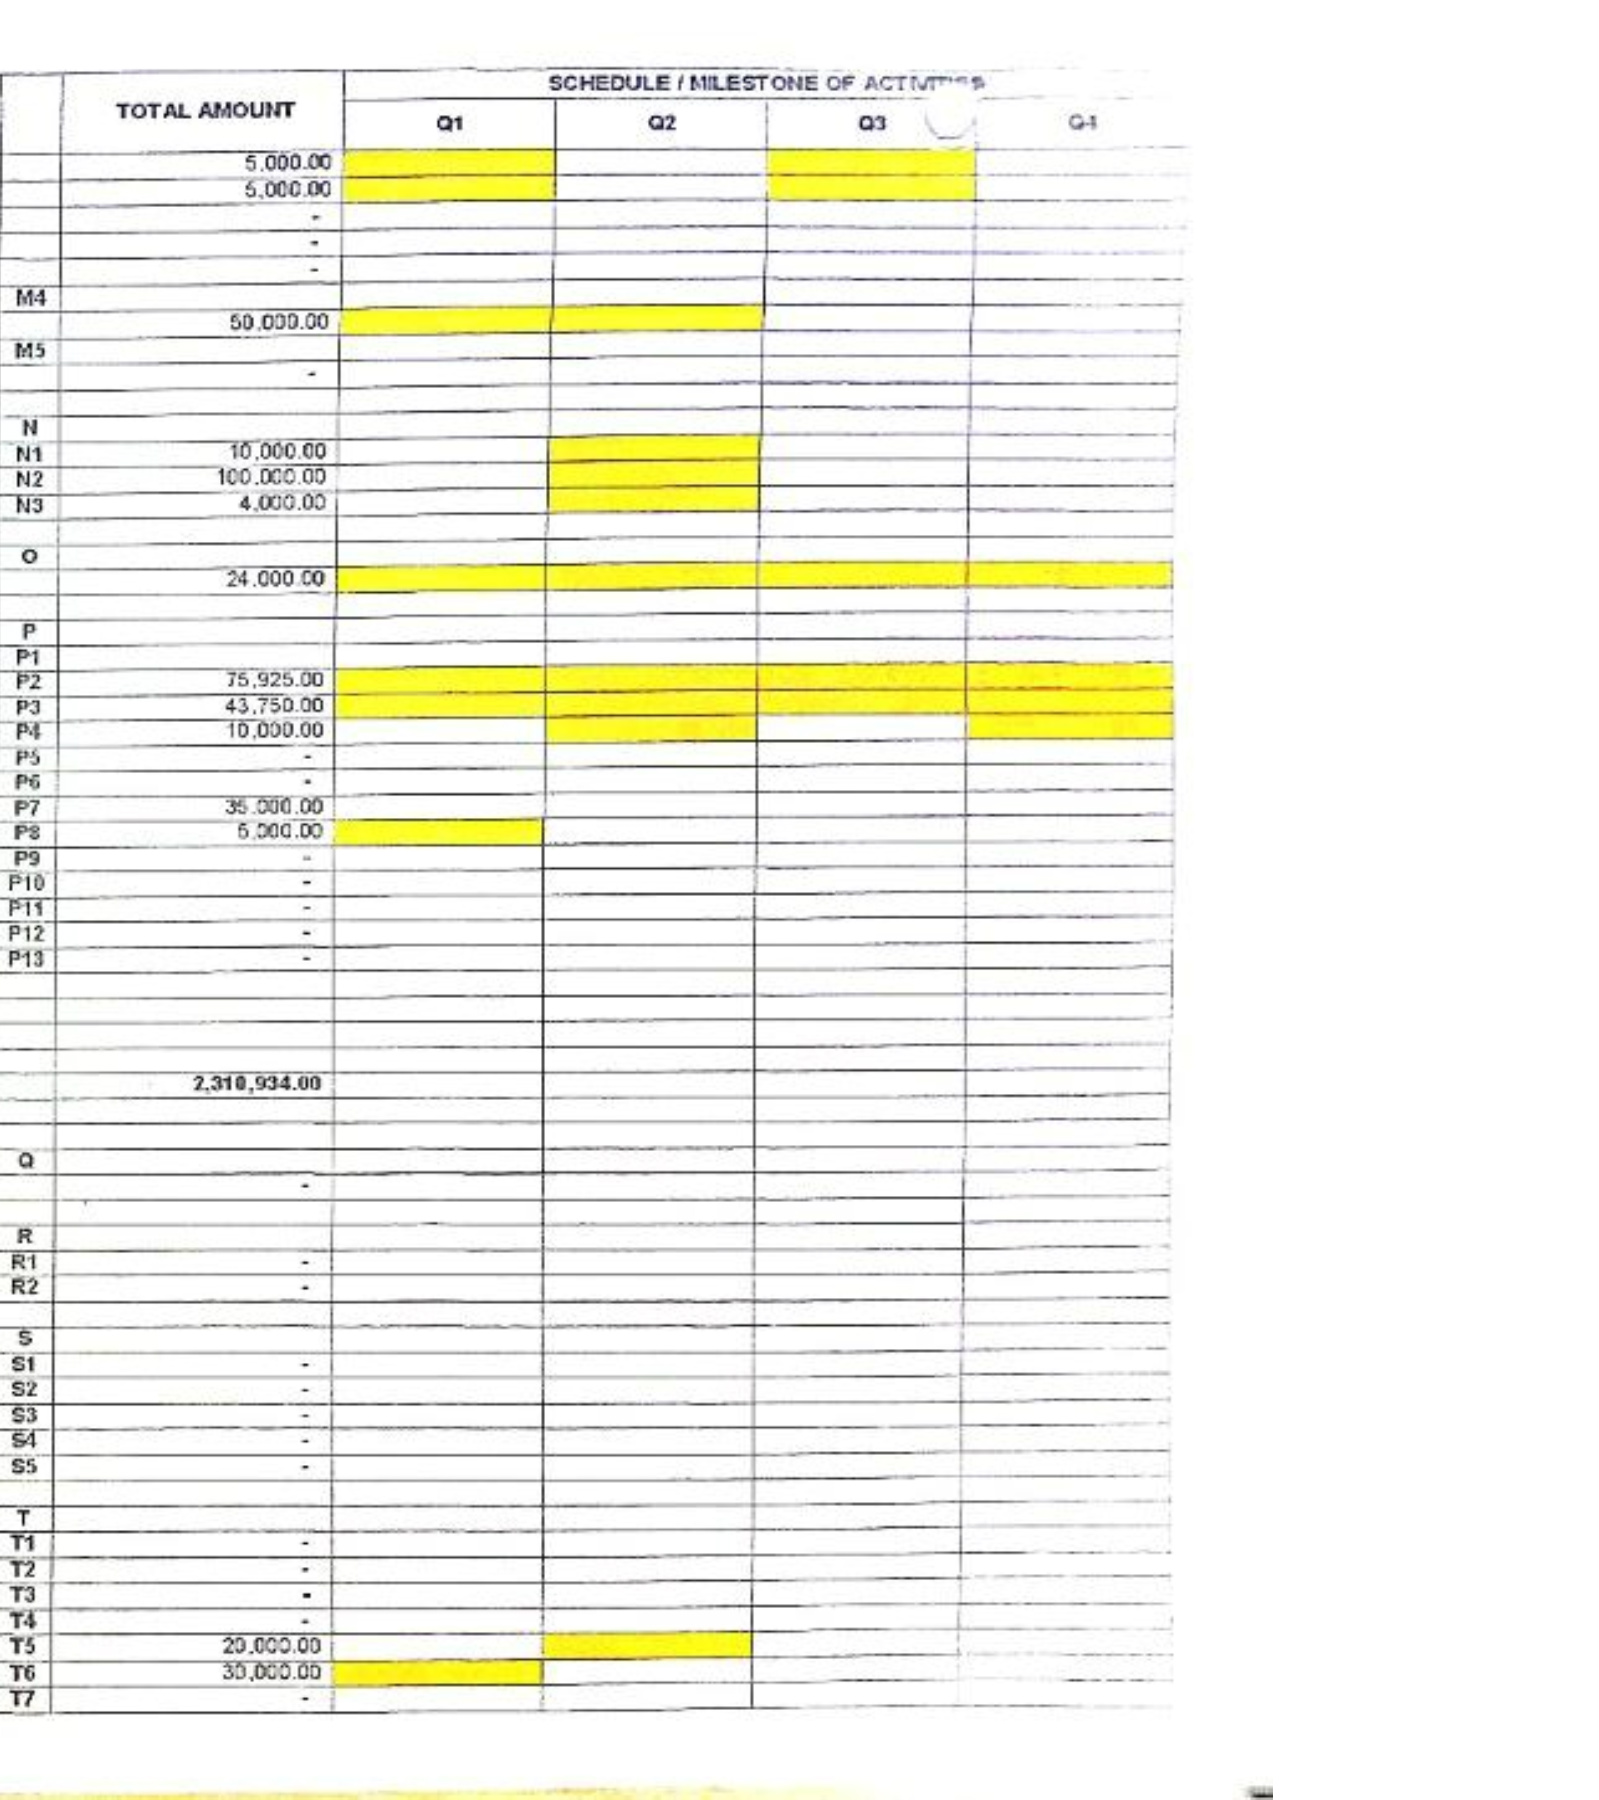 SCHEDULE / MILESTONE OF ACTIVITIES
TOTAL AMOUNT
Q1 Q2 Q3 Q4
5,000.00
5,000.00
-
-
-
M4
50,000.00
M5
-
N
N1 10,000.00
N2 100,000.00
N3 4,000.00
O
24,000.00
P
P1
P2 75,925.00
P3 43,750.00
P4 10,000.00
P5 -
P6 -
P7 35,000.00
P8 5,000.00
P9 -
P10 -
P11 -
P12 -
P13 -
2,310,934.00
Q
-
R
R1 -
R2 -
S
S1 -
S2 -
S3 -
S4 -
S5 -
T
T1 -
T2 -
T3 -
T4 -
T5 20,000.00
T6 30,000.00
T7 -